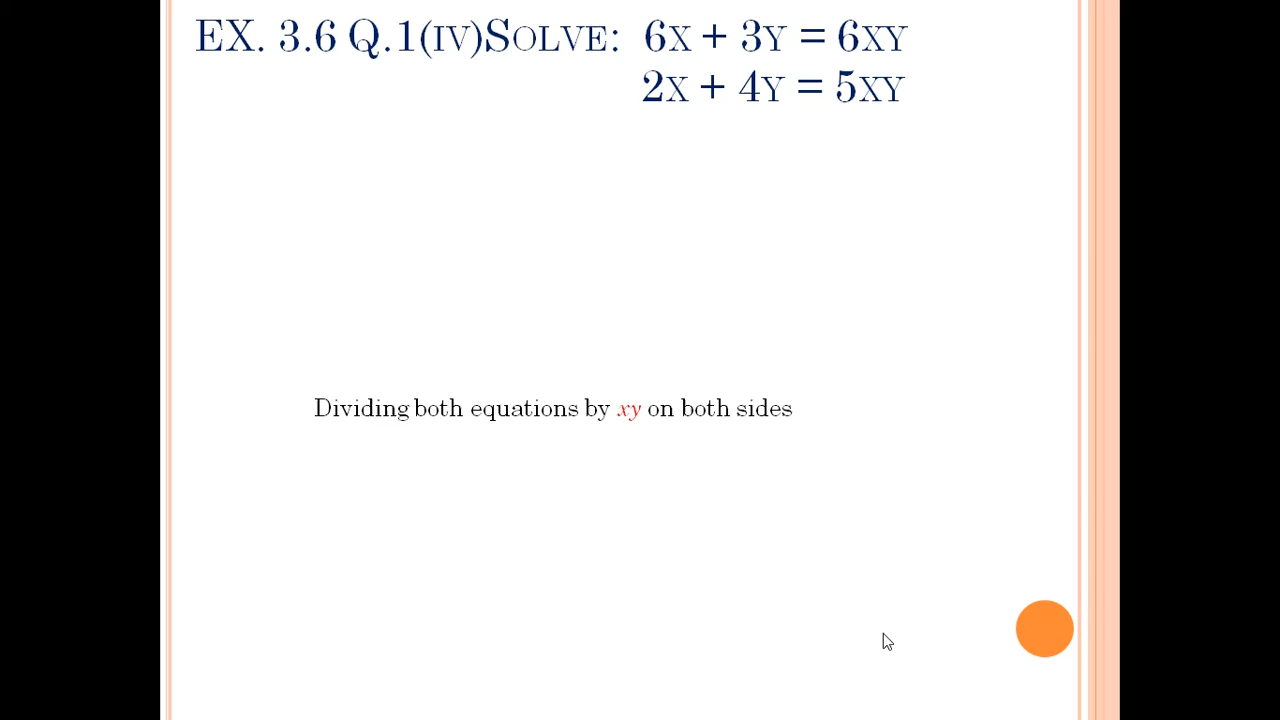 EX. 3.6 Q.1(IV)SOLVE: 6X + 3Y = 6XY
2X + 4Y = 5XY
Dividing both equations by xy on both sides